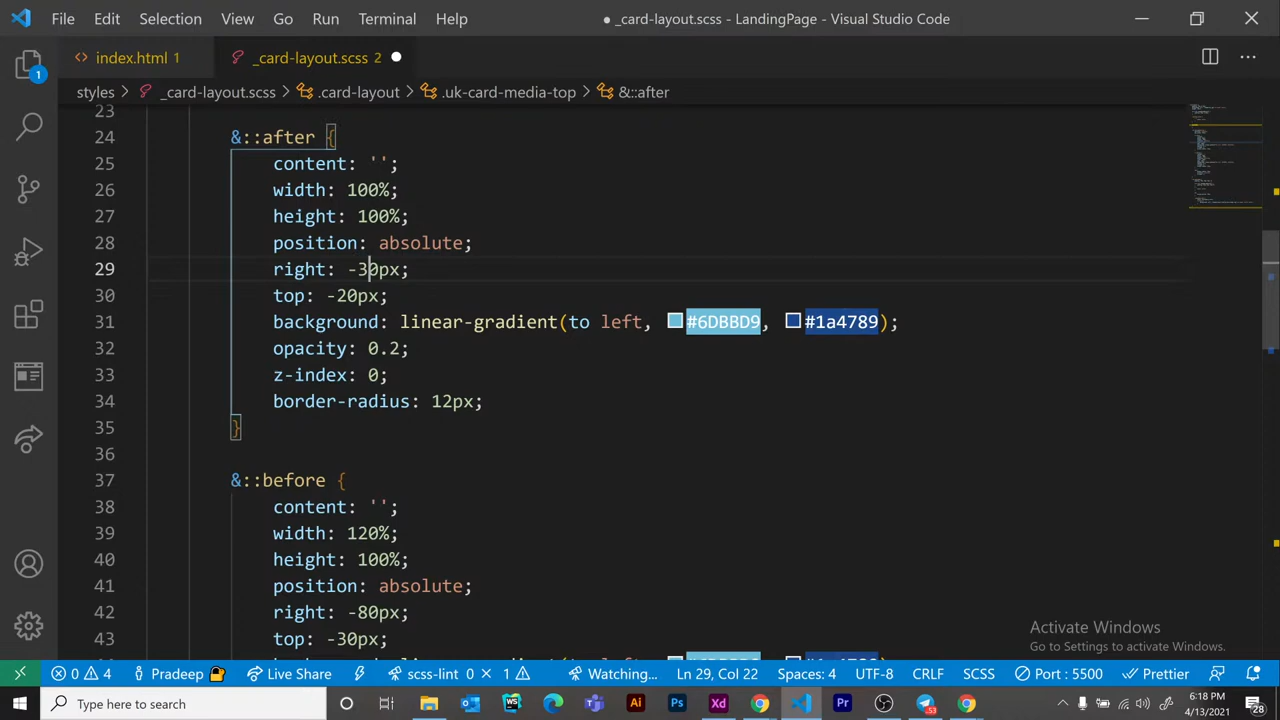 File Edit Selection View Go Run Terminal Help ● _card-layout.scss - LandingPage - Visual Studio Code
index.html 1 _card-layout.scss 2
styles > _card-layout.scss > .card-layout > .uk-card-media-top > &::after
23
24 &::after {
25 content: '';
26 width: 100%;
27 height: 100%;
28 position: absolute;
29 right: -30px;
30 top: -20px;
31 background: linear-gradient(to left, #6DBBD9, #1a4789);
32 opacity: 0.2;
33 z-index: 0;
34 border-radius: 12px;
35 }
36
37 &::before {
38 content: '';
39 width: 120%;
40 height: 100%;
41 position: absolute;
42 right: -80px;
43 top: -30px;
Activate Windows
Go to Settings to activate Windows.
0 4 Pradeep Live Share scss-lint 0 1 Watching... Ln 29, Col 22 Spaces: 4 UTF-8 CRLF SCSS Port : 5500 Prettier
Type here to search
6:18 PM
4/13/2021